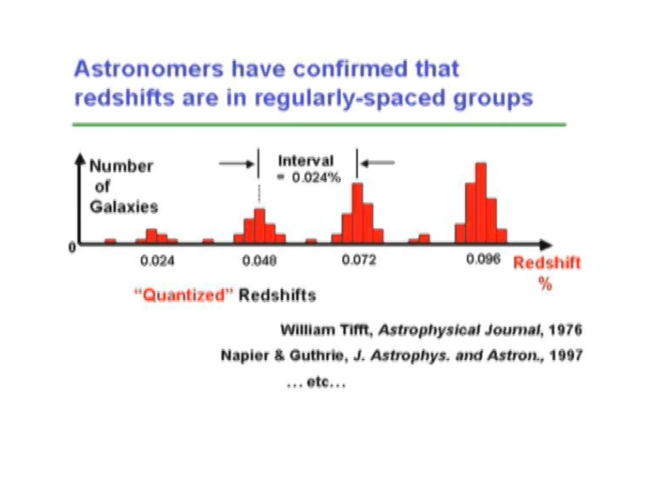 Astronomers have confirmed that
redshifts are in regularly-spaced groups
Number
of
Galaxies
Interval
= 0.024%
0
0.024
0.048
0.072
0.096
Redshift
%
"Quantized" Redshifts
William Tifft, Astrophysical Journal, 1976
Napier & Guthrie, J. Astrophys. and Astron., 1997
... etc...